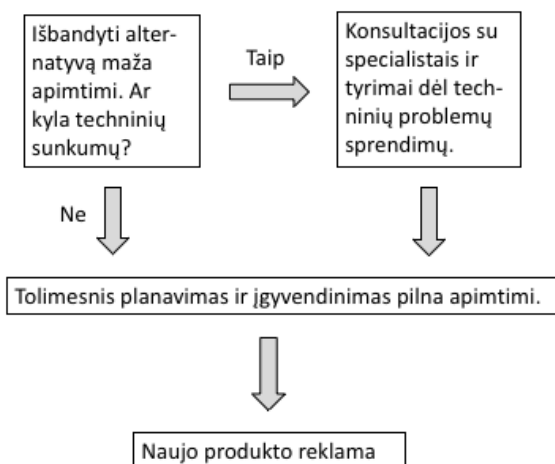 Išbandyti alter-
natyvą maža
apimtimi. Ar
kyla techninių
sunkumų?
Taip
Konsultacijos su
specialistais ir
tyrimai dėl tech-
ninių problemų
sprendimų.
Ne
Tolimesnis planavimas ir įgyvendinimas pilna apimtimi.
Naujo produkto reklama